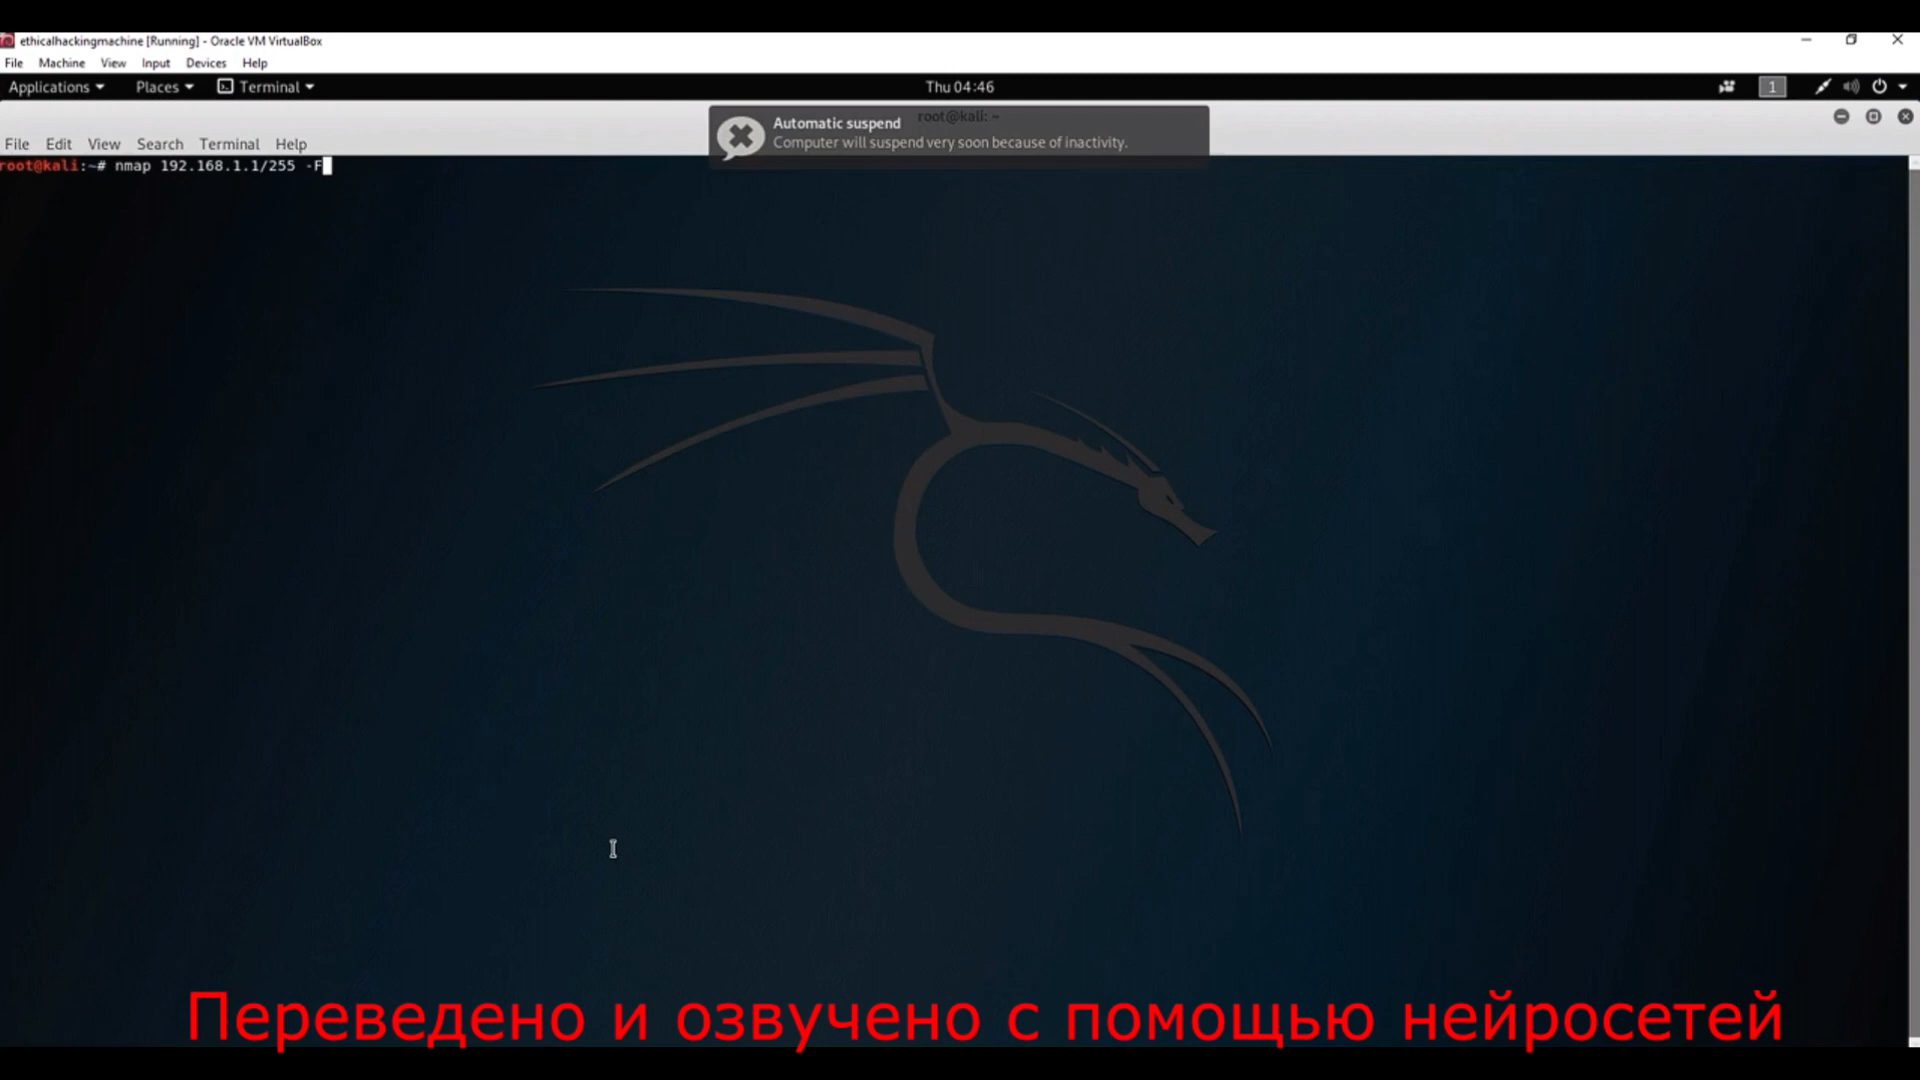 ethicalhackingmachine [Running] - Oracle VM VirtualBox
File Machine View Input Devices Help
Applications Places Terminal Thu 04:46 1
root@kali: ~
Automatic suspend
Computer will suspend very soon because of inactivity.
File Edit View Search Terminal Help
root@kali:~# nmap 192.168.1.1/255 -F
Переведено и озвучено с помощью нейросетей